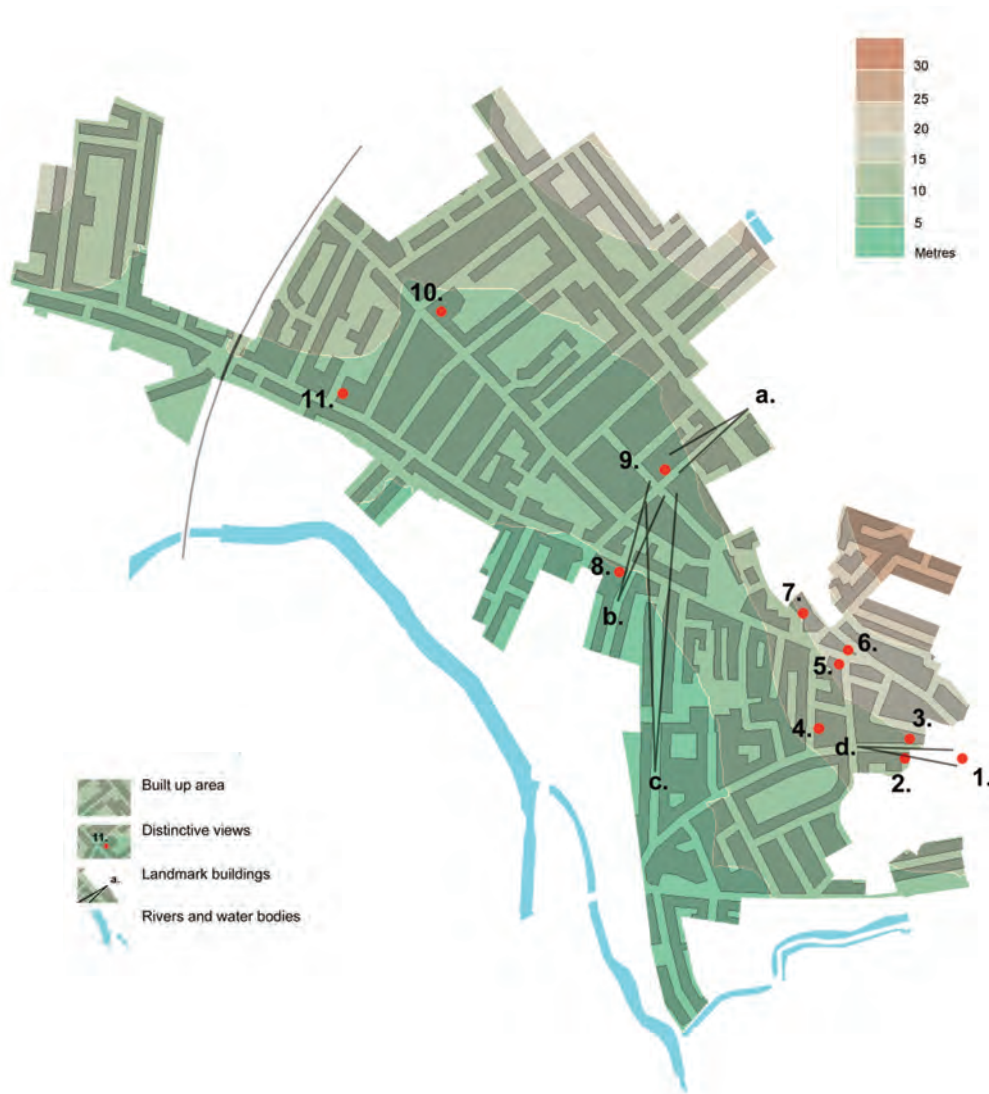 30
25
20
15
10
5
Metres
10.
11.
a.
9.
8.
b.
7.
6.
5.
3.
4.
d.
2.
1.
c.
Built up area
11.
Distinctive views
a.
Landmark buildings
Rivers and water bodies